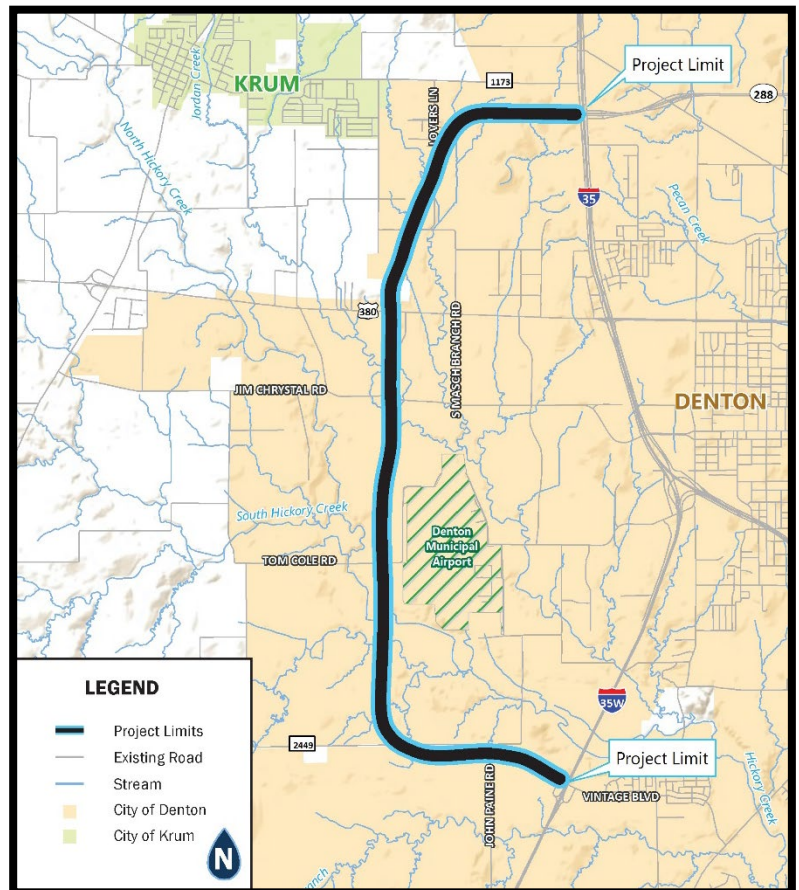 Project Limit
1173
288
KRUM
Jordan Creek
LOVERS LN
North Hickory Creek
35
Pecan Creek
380
S MASCH BRANCH RD
JIM CHRYSTAL RD
DENTON
South Hickory Creek
Denton
Municipal
Airport
TOM COLE RD
35W
2449
Project Limit
JOHN PAINE RD
VINTAGE BLVD
Hickory Creek
LEGEND
Project Limits
Existing Road
Stream
City of Denton
City of Krum
N